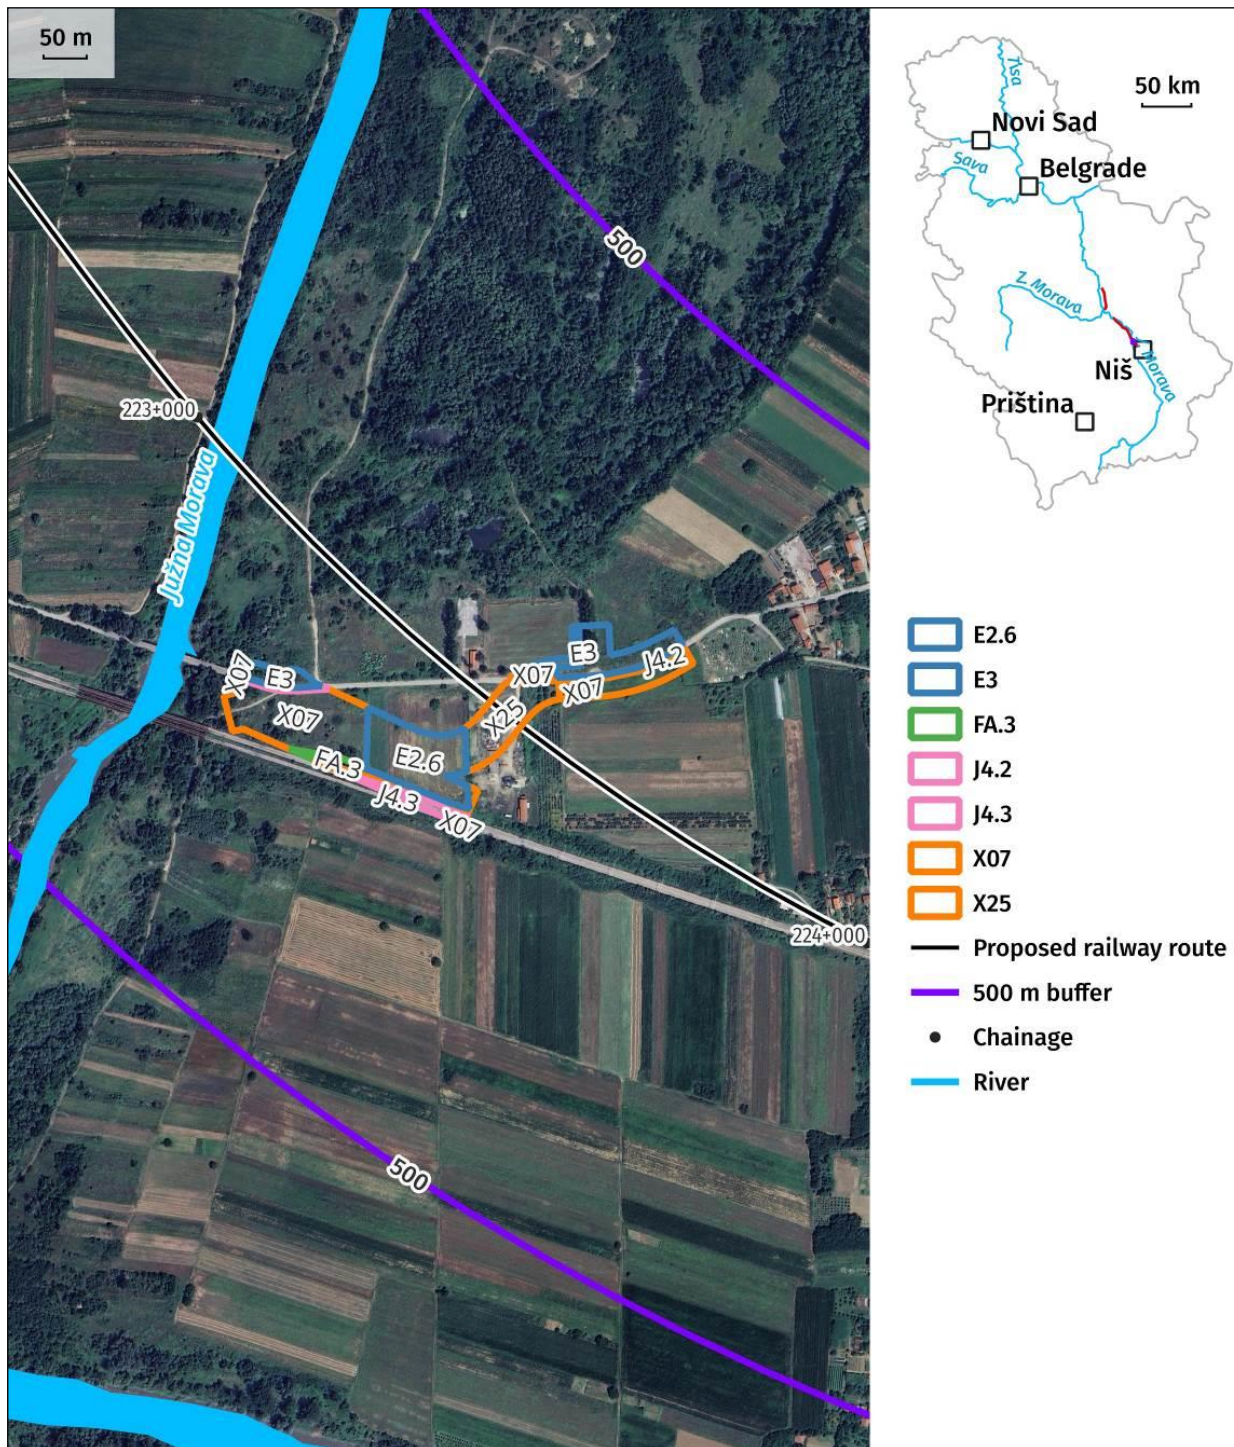 50 m
500
223+000
Južna Morava
X07
E3
X07
FA.3
J4.3
E2.6
X07
X25
X07
E3
X07
J4.2
224+000
500
50 km
Tisa
Novi Sad
Sava
Belgrade
Z. Morava
Niš
J. Morava
Priština
E2.6
E3
FA.3
J4.2
J4.3
X07
X25
Proposed railway route
500 m buffer
Chainage
River